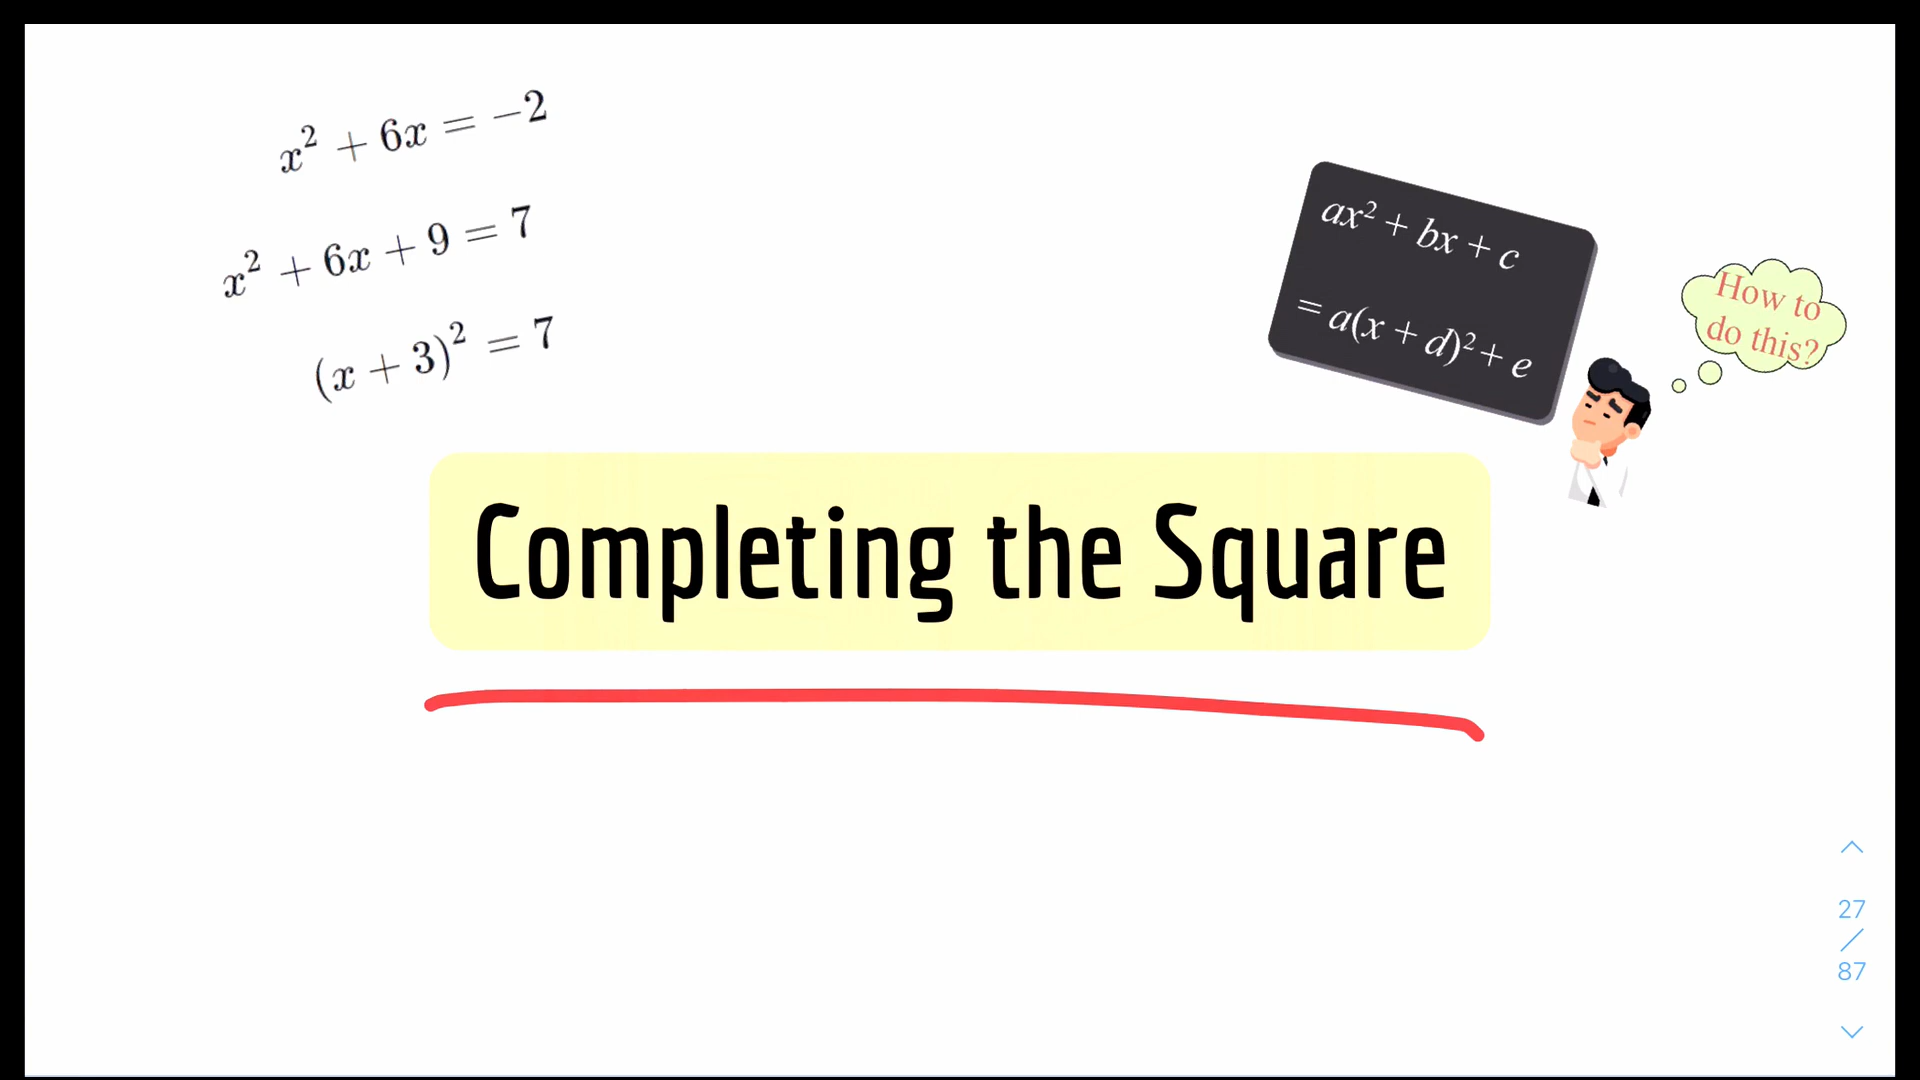 x² + 6x = −2
x² + 6x + 9 = 7
(x + 3)² = 7
ax² + bx + c
= a(x + d)² + e
How to
do this?
Completing the Square
27
/
87